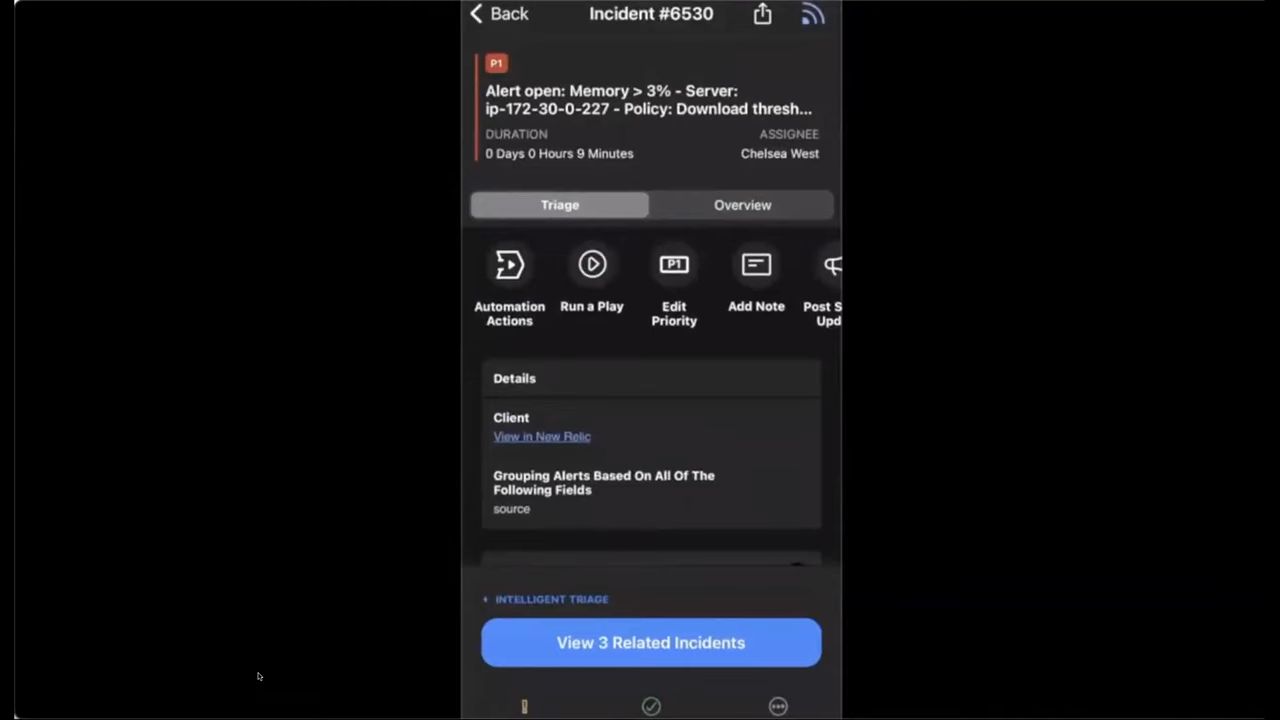 Back
Incident #6530
P1
Alert open: Memory > 3% - Server:
ip-172-30-0-227 - Policy: Download thresh...
DURATION
ASSIGNEE
0 Days 0 Hours 9 Minutes
Chelsea West
Triage
Overview
P1
Automation
Actions
Run a Play
Edit
Priority
Add Note
Post S
Upd
Details
Client
View in New Relic
Grouping Alerts Based On All Of The
Following Fields
source
INTELLIGENT TRIAGE
View 3 Related Incidents